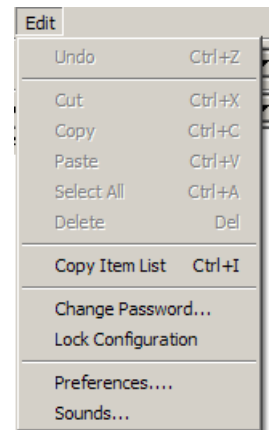 Edit
Undo Ctrl+Z
Cut Ctrl+X
Copy Ctrl+C
Paste Ctrl+V
Select All Ctrl+A
Delete Del
Copy Item List Ctrl+I
Change Password...
Lock Configuration
Preferences....
Sounds...